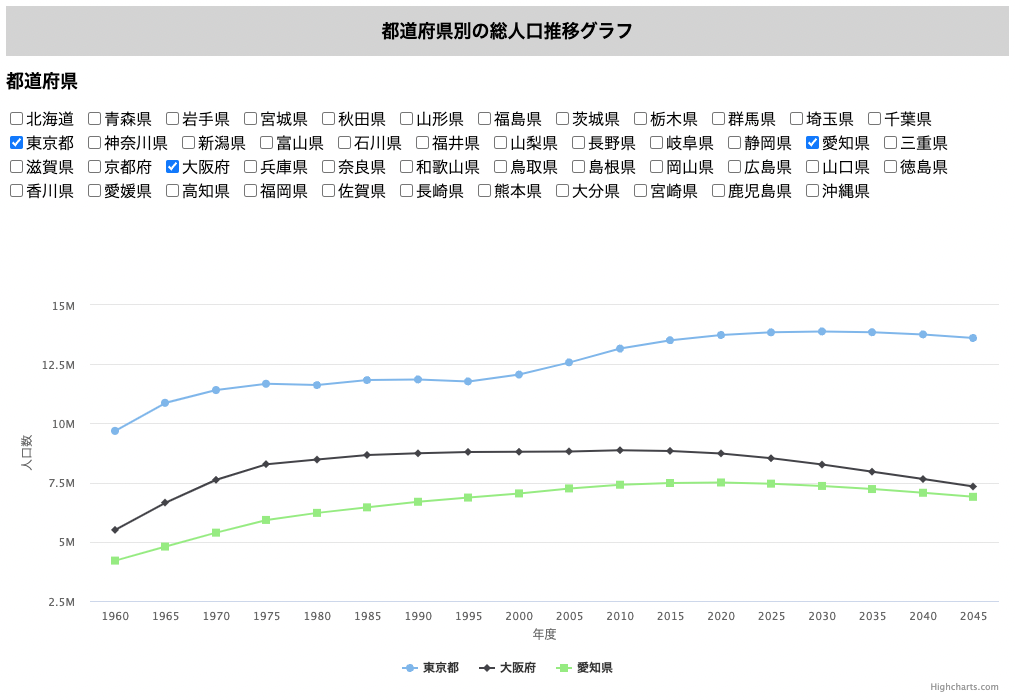 都道府県別の総人口推移グラフ
都道府県
北海道 青森県 岩手県 宮城県 秋田県 山形県 福島県 茨城県 栃木県 群馬県 埼玉県 千葉県
東京都 神奈川県 新潟県 富山県 石川県 福井県 山梨県 長野県 岐阜県 静岡県 愛知県 三重県
滋賀県 京都府 大阪府 兵庫県 奈良県 和歌山県 鳥取県 島根県 岡山県 広島県 山口県 徳島県
香川県 愛媛県 高知県 福岡県 佐賀県 長崎県 熊本県 大分県 宮崎県 鹿児島県 沖縄県
15M
12.5M
10M
7.5M
5M
2.5M
人口数
1960 1965 1970 1975 1980 1985 1990 1995 2000 2005 2010 2015 2020 2025 2030 2035 2040 2045
年度
東京都 大阪府 愛知県
Highcharts.com